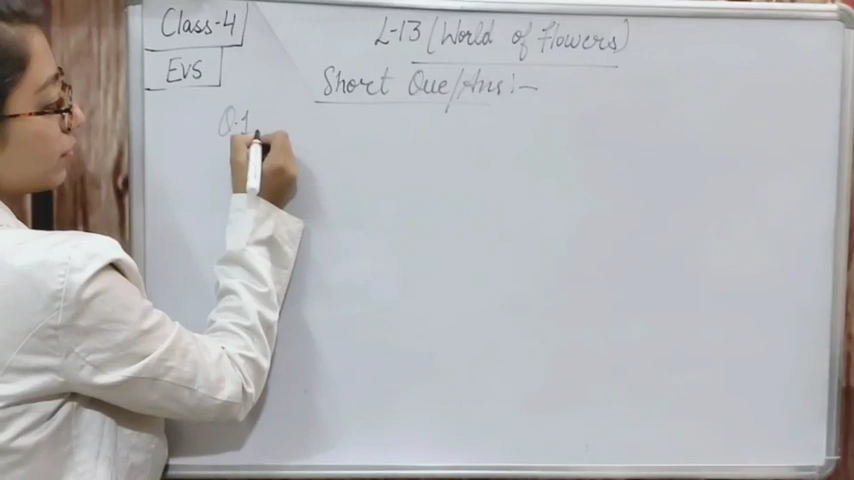 Class-4
L-13 (World of Flowers)
EVS
Short Que/Ans:-
Q.1